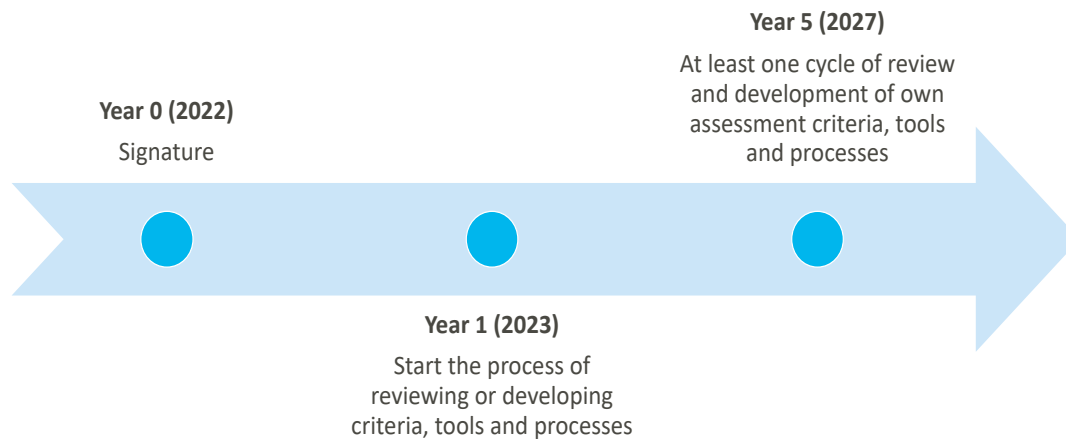 Year 0 (2022)
Signature
Year 1 (2023)
Start the process of
reviewing or developing
criteria, tools and processes
Year 5 (2027)
At least one cycle of review
and development of own
assessment criteria, tools
and processes